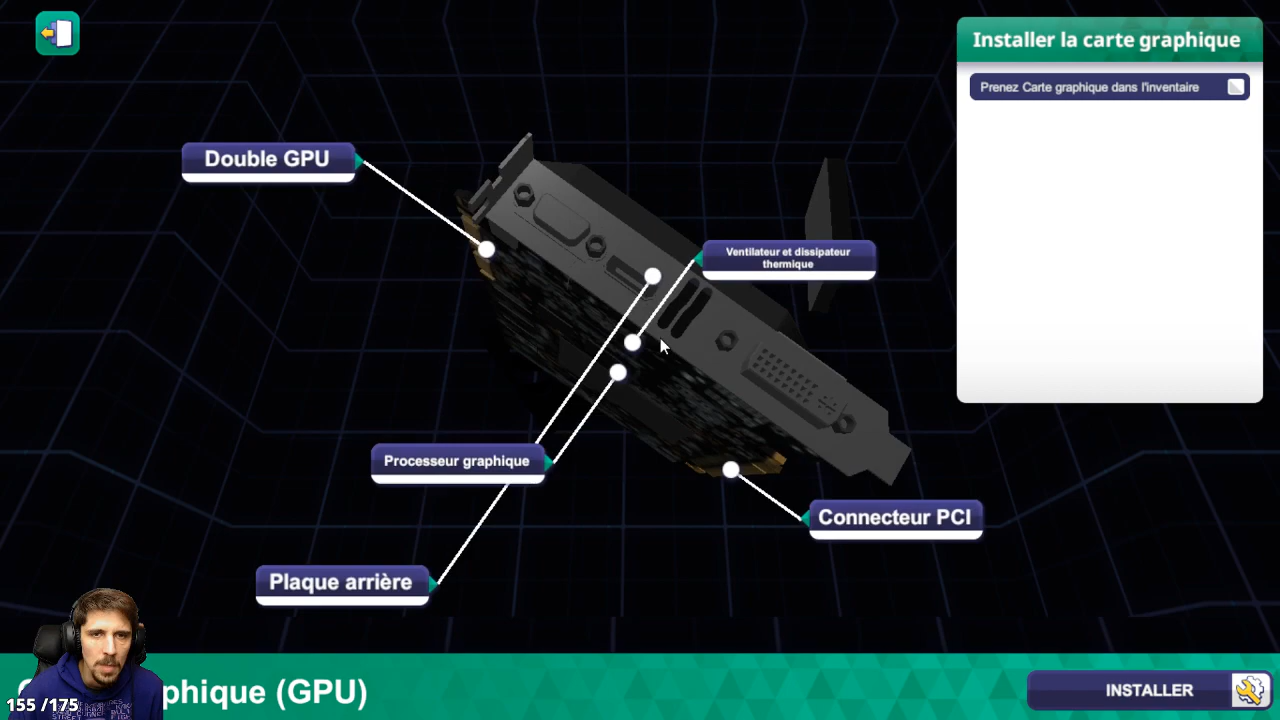 Installer la carte graphique
Prenez Carte graphique dans l'inventaire
Double GPU
Ventilateur et dissipateur
thermique
Processeur graphique
Connecteur PCI
Plaque arrière
phique (GPU)
155 /175
INSTALLER